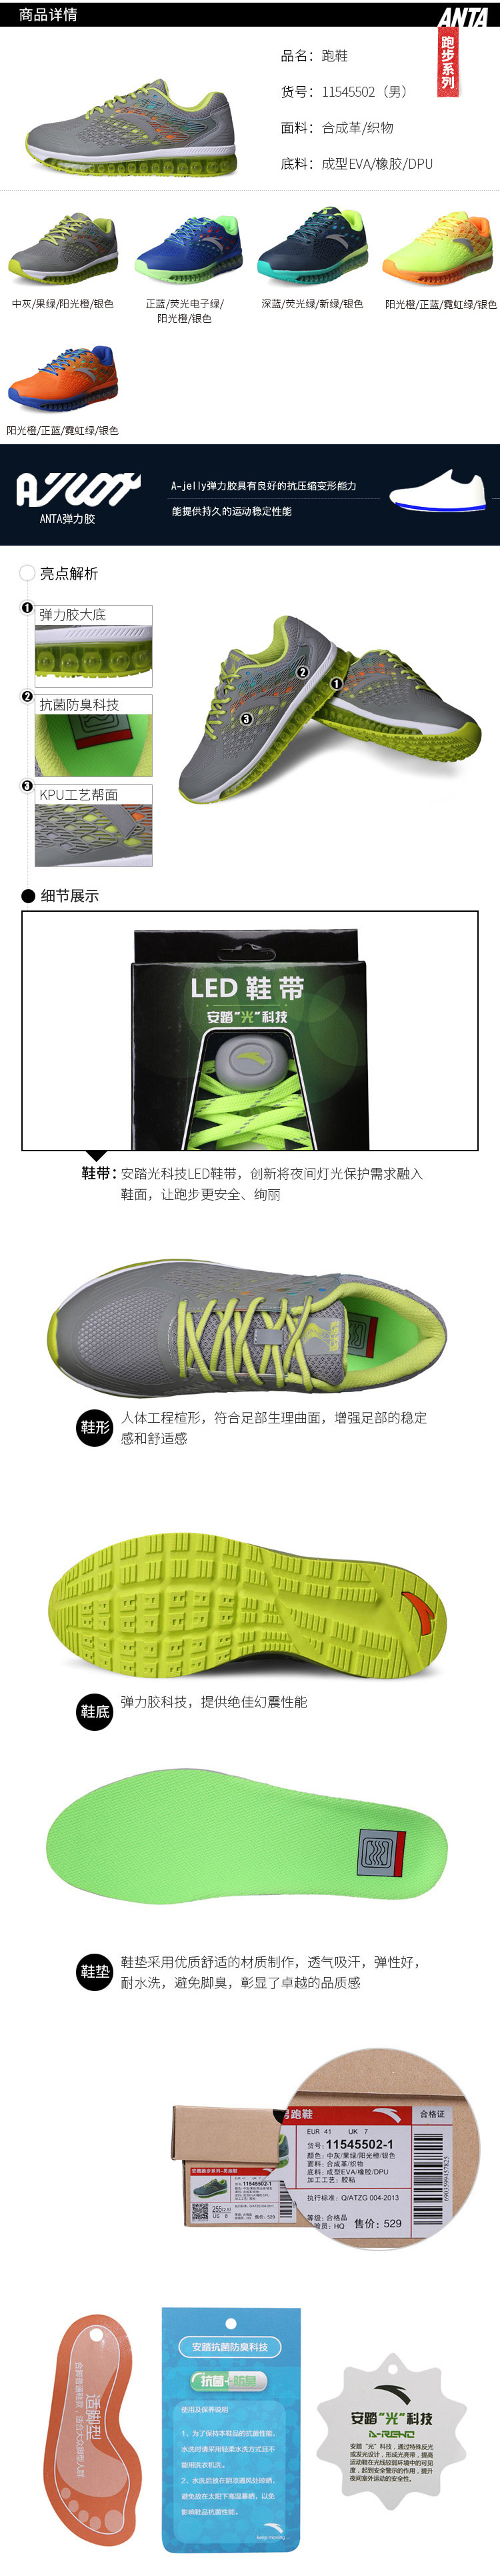 商品详情
ANTA
跑步系列
品名：跑鞋
货号：11545502（男）
面料：合成革/织物
底料：成型EVA/橡胶/DPU
中灰/果绿/阳光橙/银色
正蓝/荧光电子绿/
阳光橙/银色
深蓝/荧光绿/新绿/银色
阳光橙/正蓝/霓虹绿/银色
阳光橙/正蓝/霓虹绿/银色
ANTA弹力胶
A-jelly弹力胶具有良好的抗压缩变形能力
能提供持久的运动稳定性能
亮点解析
1
弹力胶大底
2
抗菌防臭科技
3
KPU工艺帮面
2
1
3
细节展示
LED 鞋带
安踏“光”科技
鞋带：安踏光科技LED鞋带，创新将夜间灯光保护需求融入
鞋面，让跑步更安全、绚丽
鞋形
人体工程楦形，符合足部生理曲面，增强足部的稳定
感和舒适感
鞋底
弹力胶科技，提供绝佳幻震性能
鞋垫
鞋垫采用优质舒适的材质制作，透气吸汗，弹性好，
耐水洗，避免脚臭，彰显了卓越的品质感
跑鞋
合格证
EUR 41 UK 7
货号：11545502-1
颜色：中灰/果绿/阳光橙/银色
面料：合成革/织物
底料：成型EVA/橡胶/DPU
加工工艺：胶粘
执行标准：Q/ATZG 004-2013
等级：合格品
HQ
售价：529
11545502-1
售价：529
适脚型
安踏抗菌防臭科技
抗菌 防臭
使用及保养说明
1、为了保持本鞋品的抗菌性能，
水洗时请采用轻柔水洗方式且不
能用洗衣机洗。
2、水洗后放在阴凉通风处晾晒，
避免放在太阳下高温暴晒，以免
影响鞋品抗菌性能。
keep moving
安踏“光”科技
安踏“光”科技，通过特殊反光
或发光设计，形成光亮带，提高
运动鞋在光线较弱环境中的可见
度，起到安全警示的作用，提升
夜间室外运动的安全性。